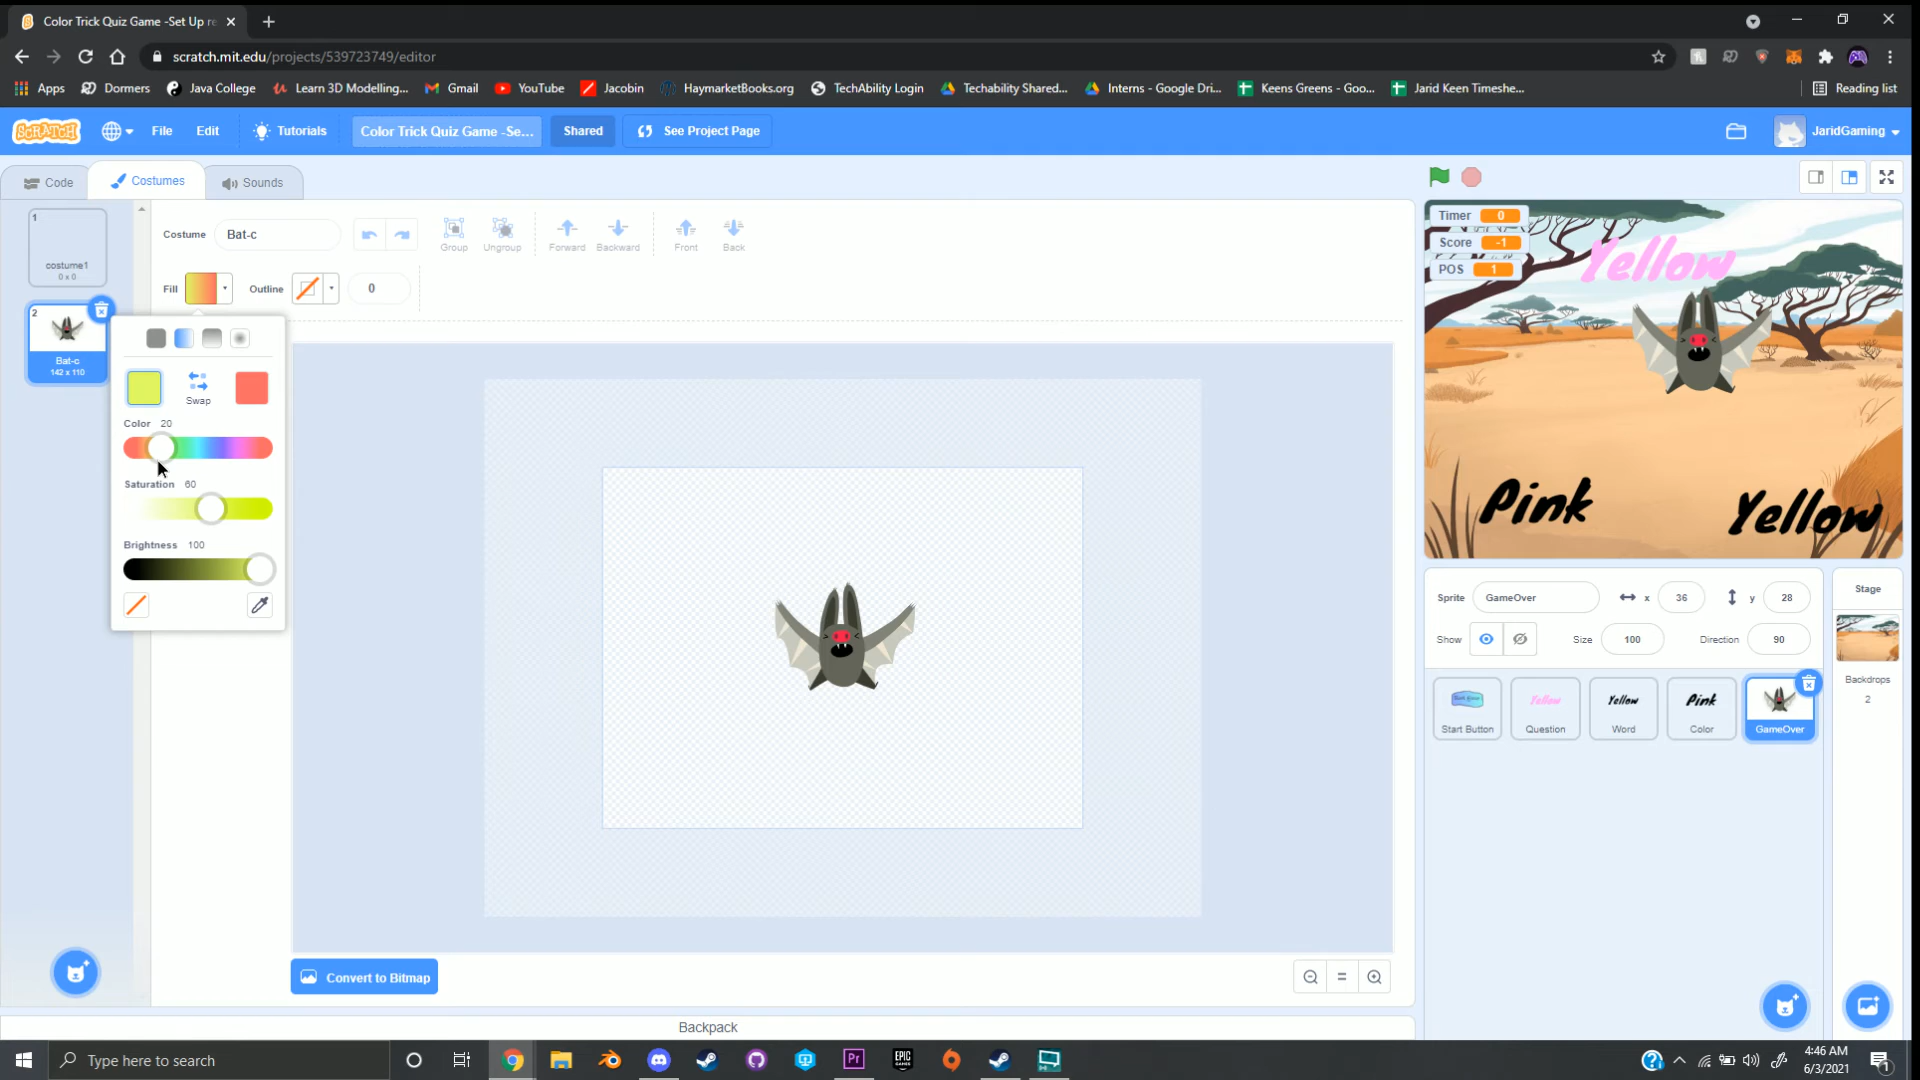 Color Trick Quiz Game -Set Up re
scratch.mit.edu/projects/539723749/editor
Apps
Dormers
Java College
Learn 3D Modelling...
Gmail
YouTube
Jacobin
HaymarketBooks.org
TechAbility Login
Techability Shared...
Interns - Google Dri...
Keens Greens - Goo...
Jarid Keen Timeshe...
Reading list
SCRATCH
File
Edit
Tutorials
Color Trick Quiz Game -Se...
Shared
See Project Page
JaridGaming
Code
Costumes
Sounds
1
costume1
0 x 0
2
Bat-c
142 x 110
Costume
Bat-c
Group
Ungroup
Forward
Backward
Front
Back
Fill
Outline
0
Swap
Color 20
Saturation 60
Brightness 100
Convert to Bitmap
Backpack
Timer 0
Score -1
POS 1
Yellow
Pink
Yellow
Sprite
GameOver
x 36
y 28
Show
Size 100
Direction 90
Start Button
Yellow
Question
Yellow
Word
Pink
Color
GameOver
Stage
Backdrops
2
Type here to search
Pr
EPIC
GAMES
4:46 AM
6/3/2021
1